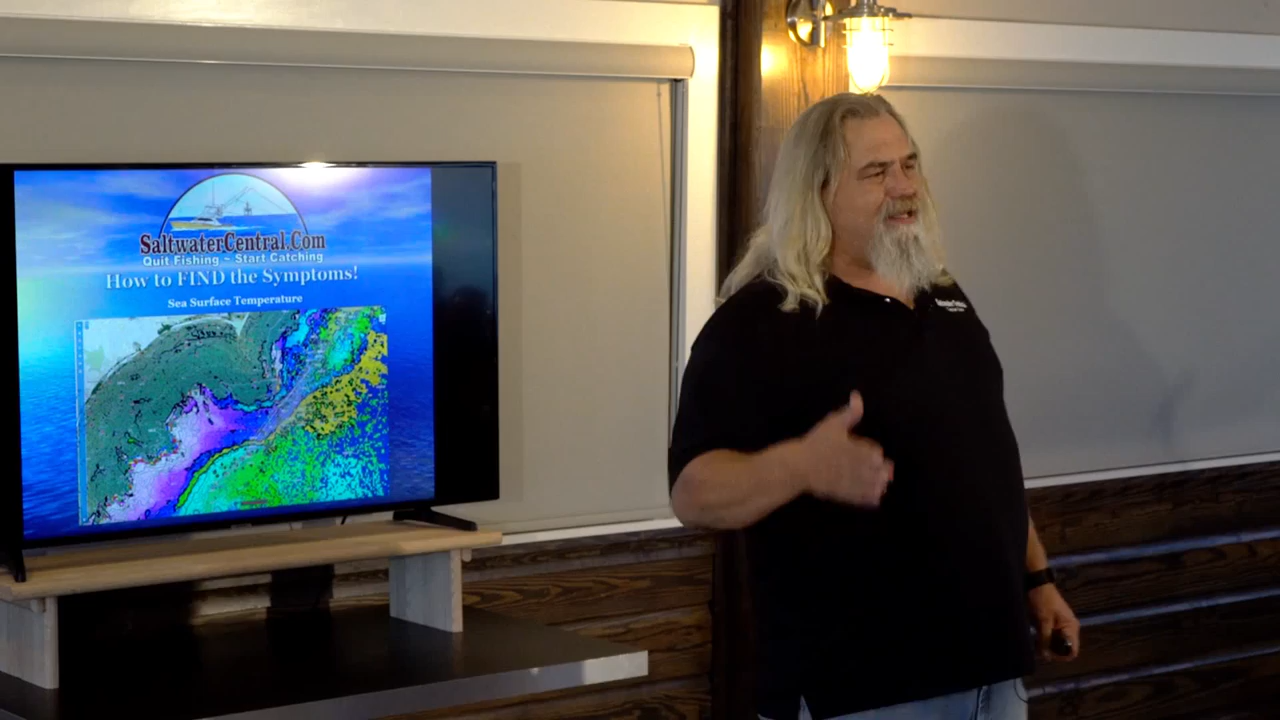 SaltwaterCentral.Com
Quit Fishing ~ Start Catching
How to FIND the Symptoms!
Sea Surface Temperature